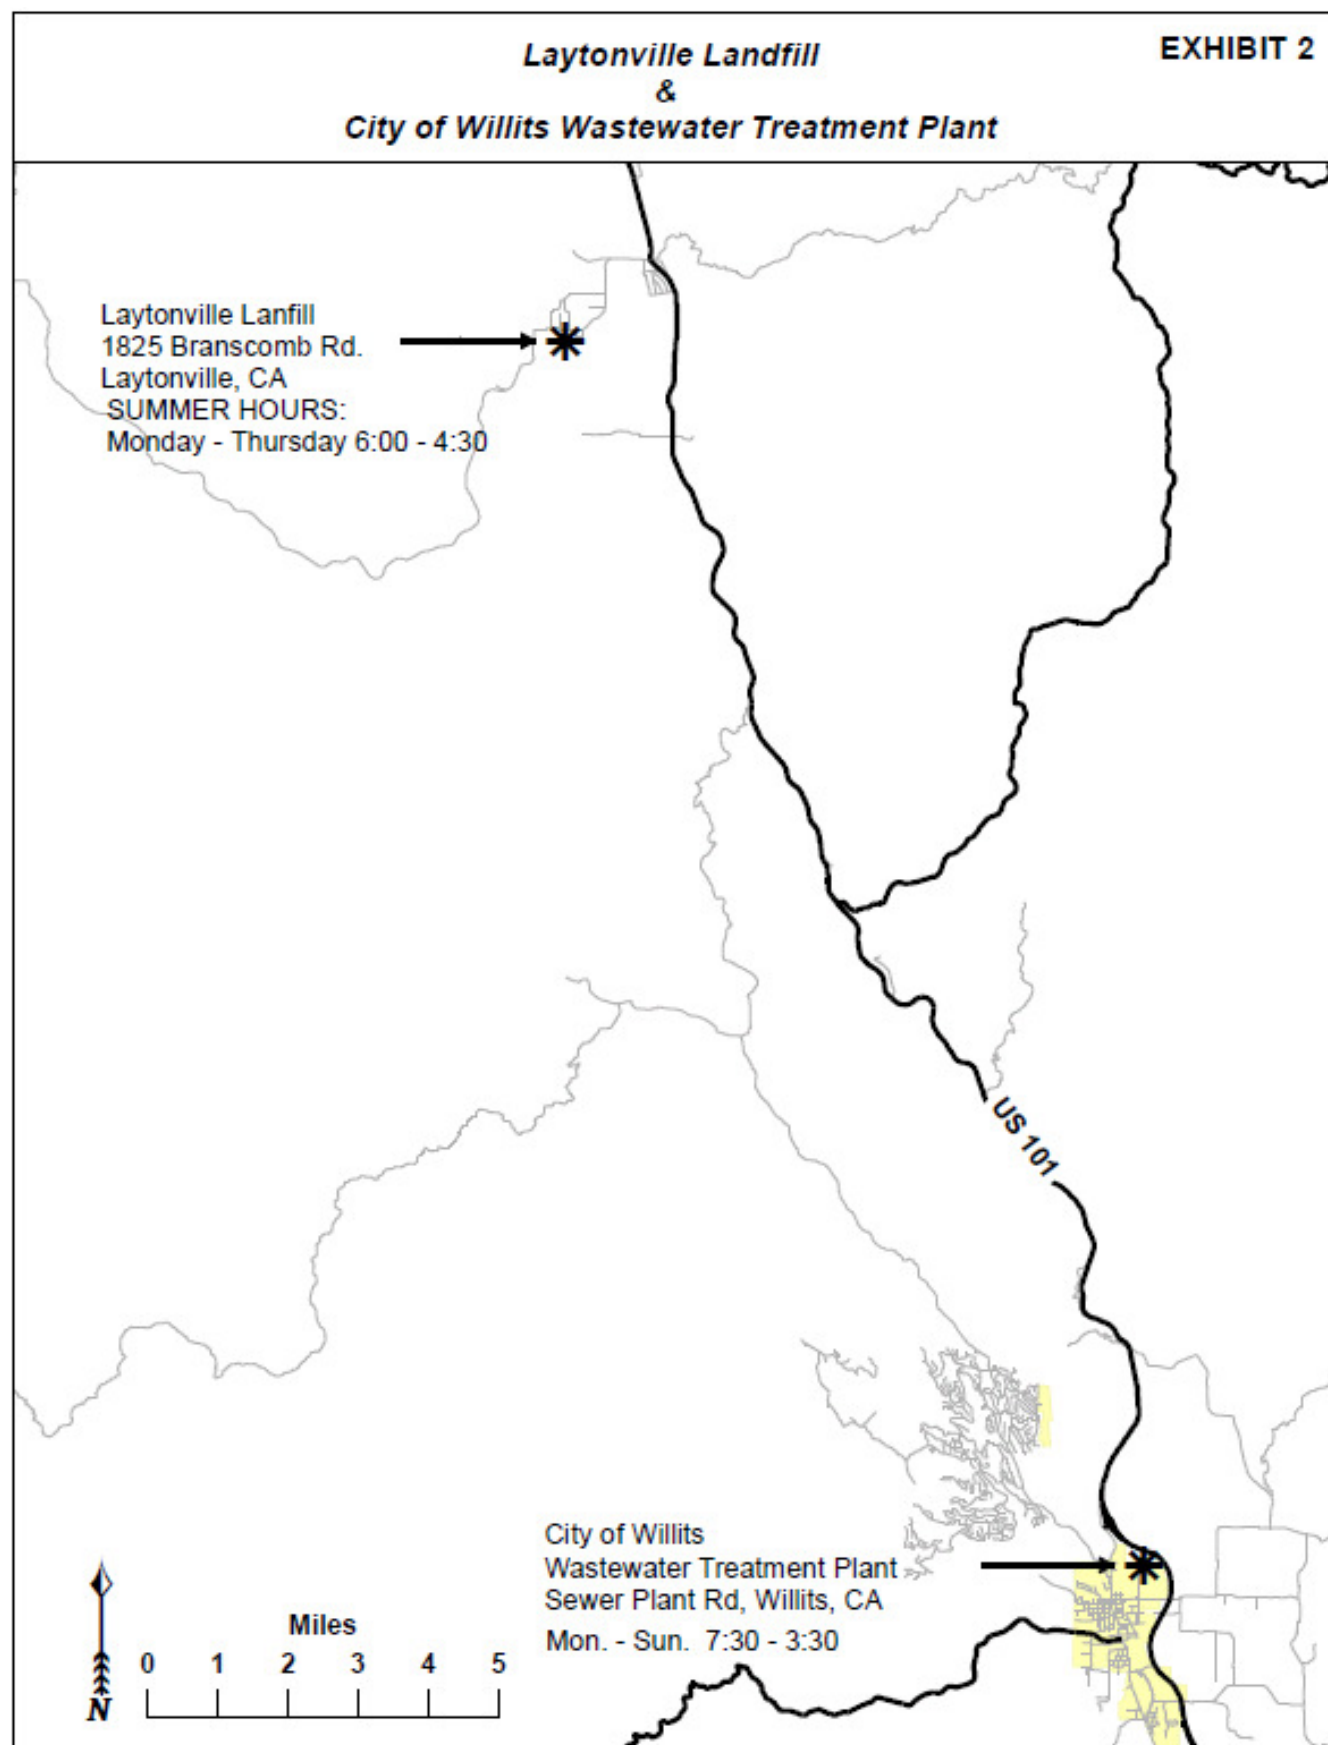 Laytonville Landfill
&
City of Willits Wastewater Treatment Plant
EXHIBIT 2
Laytonville Lanfill
1825 Branscomb Rd.
Laytonville, CA
SUMMER HOURS:
Monday - Thursday 6:00 - 4:30
US 101
City of Willits
Wastewater Treatment Plant
Sewer Plant Rd, Willits, CA
Mon. - Sun. 7:30 - 3:30
Miles
0 1 2 3 4 5
N